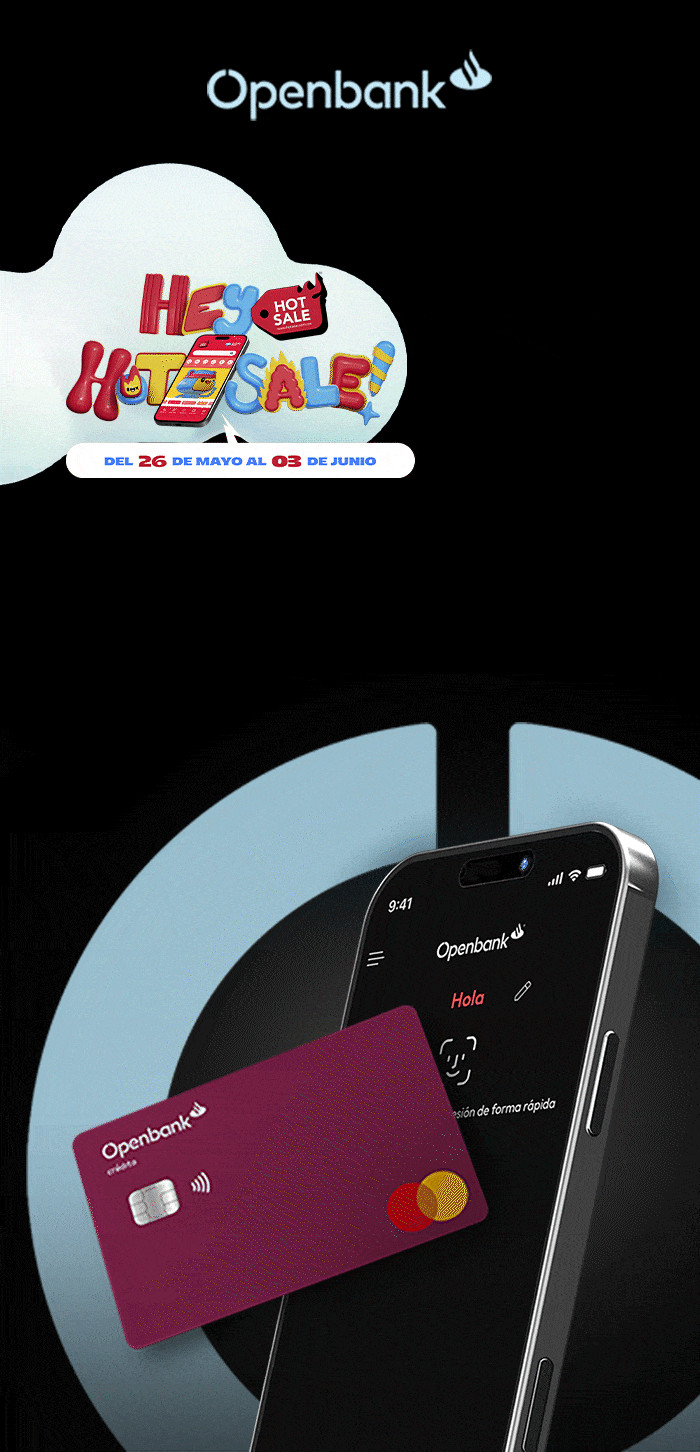 Openbank
HEY
HOT
SALE
HOT SALE!
DEL 26 DE MAYO AL 03 DE JUNIO
9:41
Openbank
Hola
esión de forma rápida
Openbank
crédito